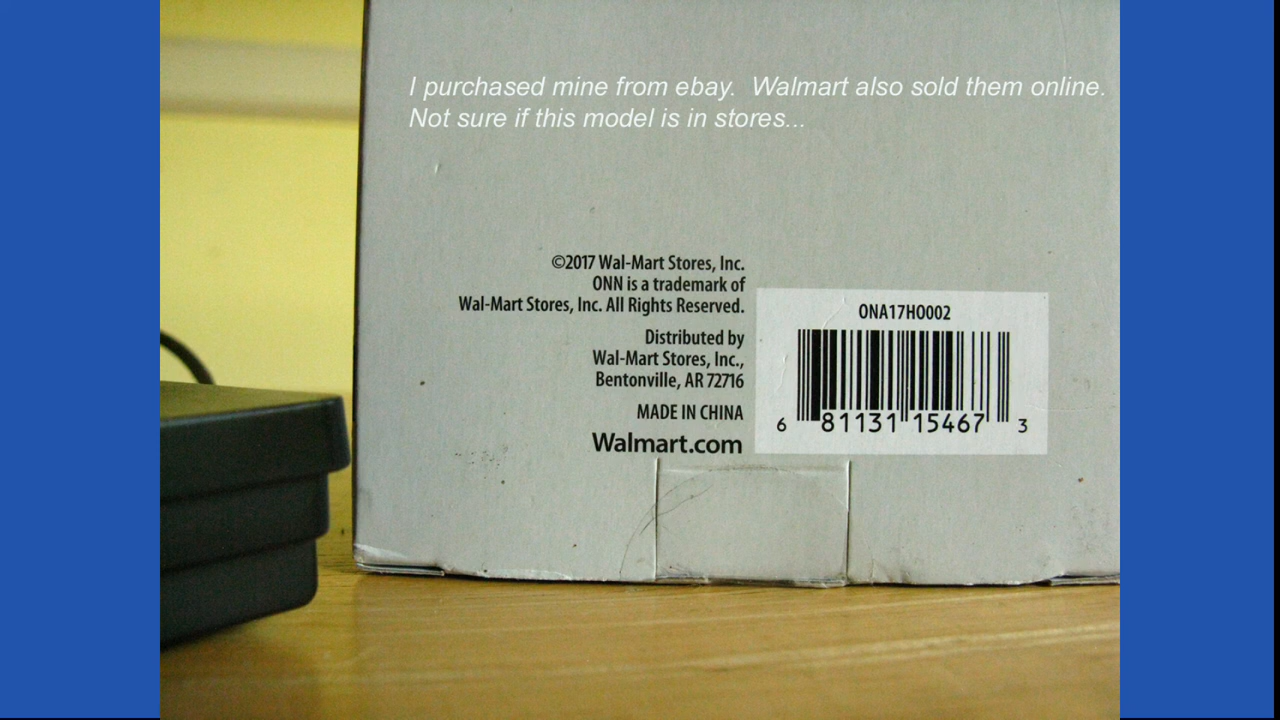 I purchased mine from ebay.  Walmart also sold them online.
Not sure if this model is in stores...
©2017 Wal-Mart Stores, Inc.
ONN is a trademark of
Wal-Mart Stores, Inc. All Rights Reserved.
Distributed by
Wal-Mart Stores, Inc.,
Bentonville, AR 72716
MADE IN CHINA
Walmart.com
ONA17HO002
6 81131 15467 3